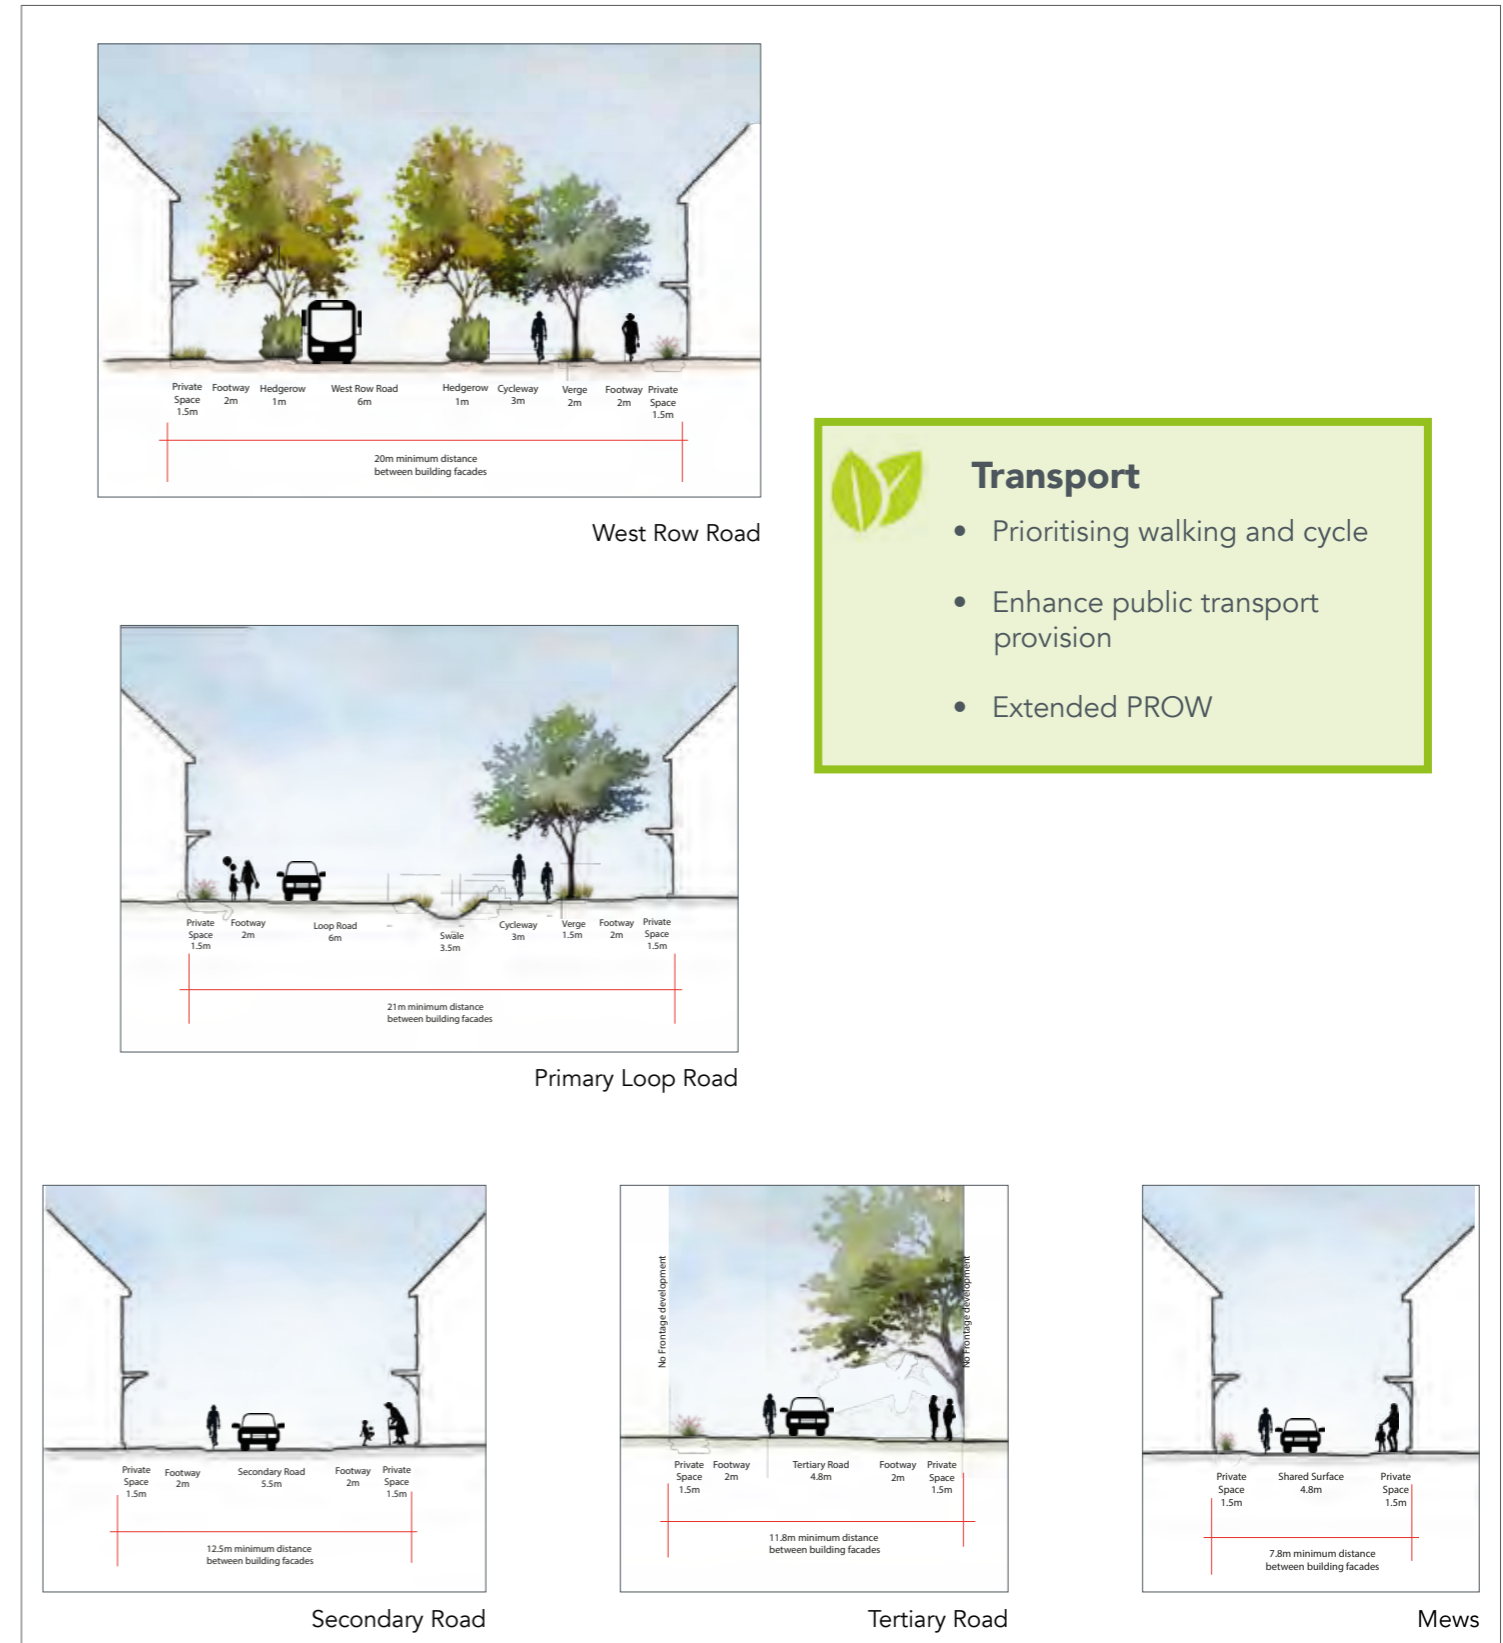 Private Space 1.5m
Footway 2m
Hedgerow 1m
West Row Road 6m
Hedgerow 1m
Cycleway 3m
Verge 2m
Footway 2m
Private Space 1.5m
20m minimum distance
between building facades
West Row Road
Transport
• Prioritising walking and cycle
• Enhance public transport
provision
• Extended PROW
Private Space 1.5m
Footway 2m
Loop Road 6m
Swale 3.5m
Cycleway 3m
Verge 1.5m
Footway 2m
Private Space 1.5m
21m minimum distance
between building facades
Primary Loop Road
Private Space 1.5m
Footway 2m
Secondary Road 5.5m
Footway 2m
Private Space 1.5m
12.5m minimum distance
between building facades
Secondary Road
No Frontage development
No Frontage development
Private Space 1.5m
Footway 2m
Tertiary Road 4.8m
Footway 2m
Private Space 1.5m
11.8m minimum distance
between building facades
Tertiary Road
Private Space 1.5m
Shared Surface 4.8m
Private Space 1.5m
7.8m minimum distance
between building facades
Mews